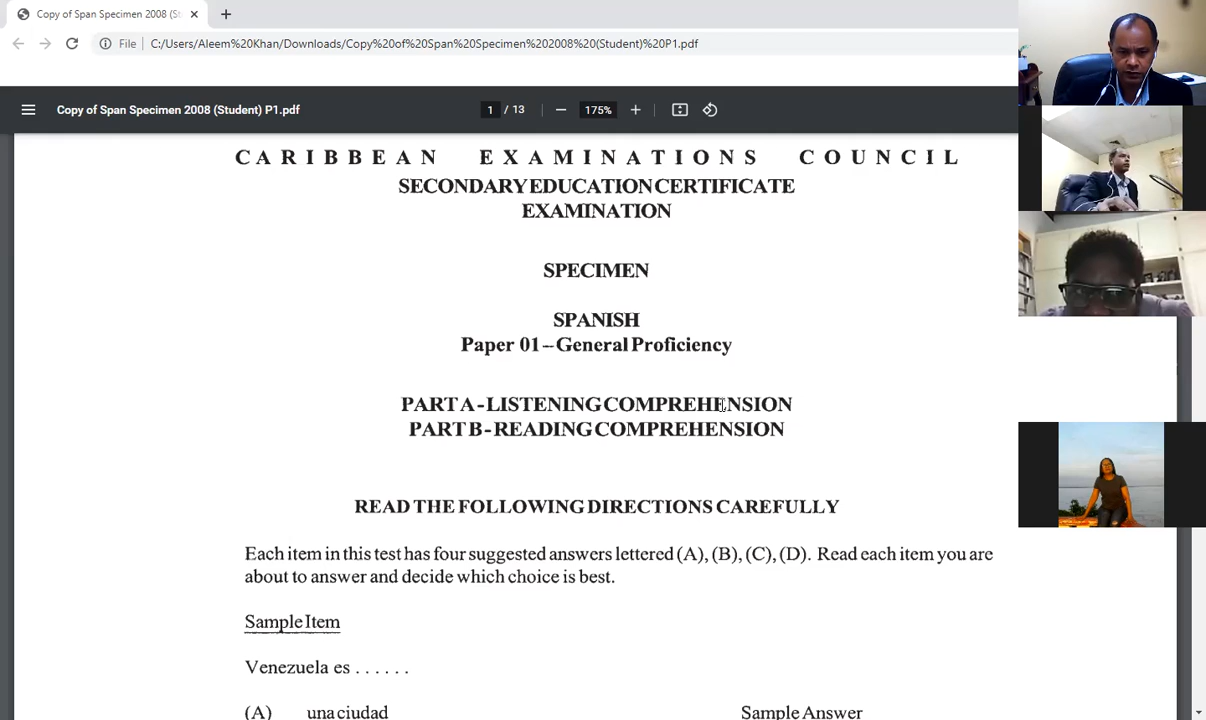 Copy of Span Specimen 2008 (St
File C:/Users/Aleem%20Khan/Downloads/Copy%20of%20Span%20Specimen%202008%20(Student)%20P1.pdf
Copy of Span Specimen 2008 (Student) P1.pdf
1 / 13
175%
CARIBBEAN EXAMINATIONS COUNCIL
SECONDARY EDUCATION CERTIFICATE
EXAMINATION
SPECIMEN
SPANISH
Paper 01 – General Proficiency
PART A - LISTENING COMPREHENSION
PART B - READING COMPREHENSION
READ THE FOLLOWING DIRECTIONS CAREFULLY
Each item in this test has four suggested answers lettered (A), (B), (C), (D). Read each item you are
about to answer and decide which choice is best.
Sample Item
Venezuela es . . . . . .
(A) una ciudad Sample Answer